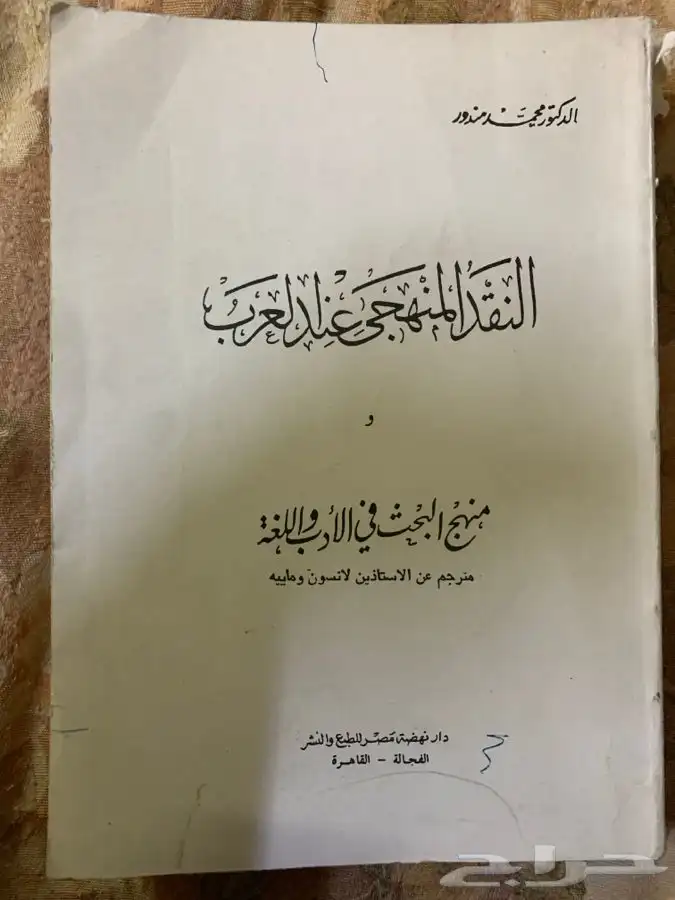 الدكتور محمد مندور
النقد المنهجى عند العرب
و
منهج البحث في الأدب واللغة
مترجم عن الاستاذين لانسون وماييه
دار نهضة مصر للطبع والنشر
الفجالة - القاهرة
حراج